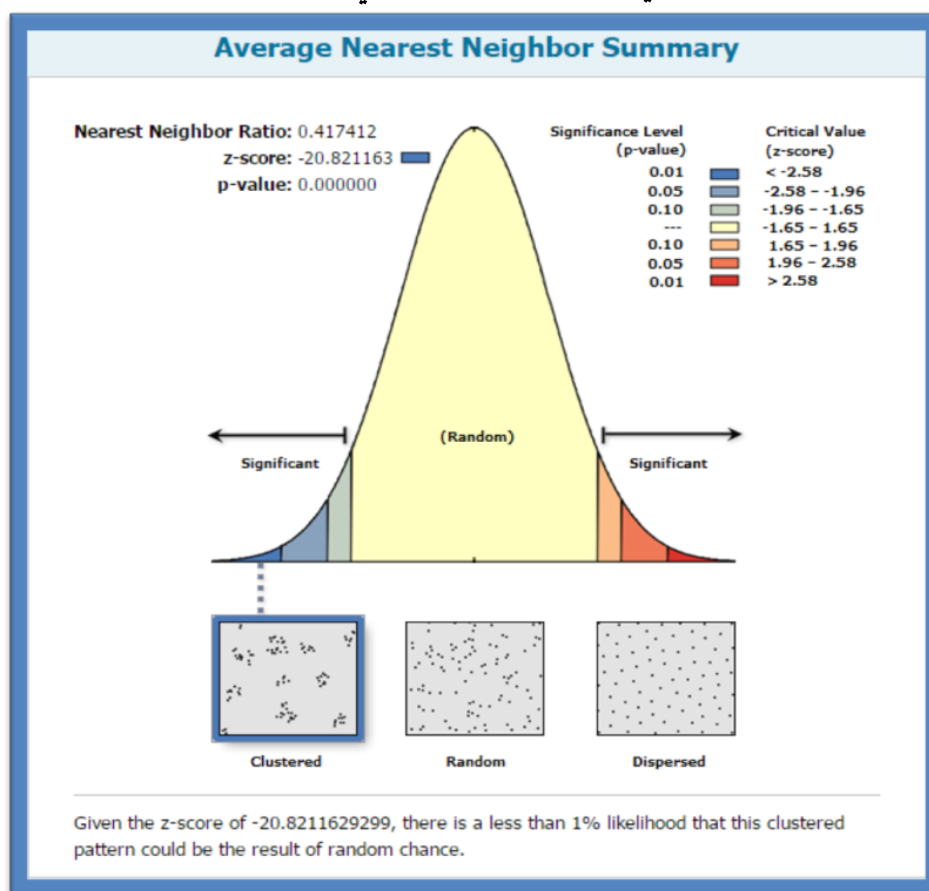 Average Nearest Neighbor Summary
Nearest Neighbor Ratio: 0.417412
z-score: -20.821163
p-value: 0.000000
Significance Level (p-value) Critical Value (z-score)
0.01 < -2.58
0.05 -2.58 – -1.96
0.10 -1.96 – -1.65
--- -1.65 – 1.65
0.10 1.65 – 1.96
0.05 1.96 – 2.58
0.01 > 2.58
Significant (Random) Significant
Clustered Random Dispersed
Given the z-score of -20.8211629299, there is a less than 1% likelihood that this clustered
pattern could be the result of random chance.